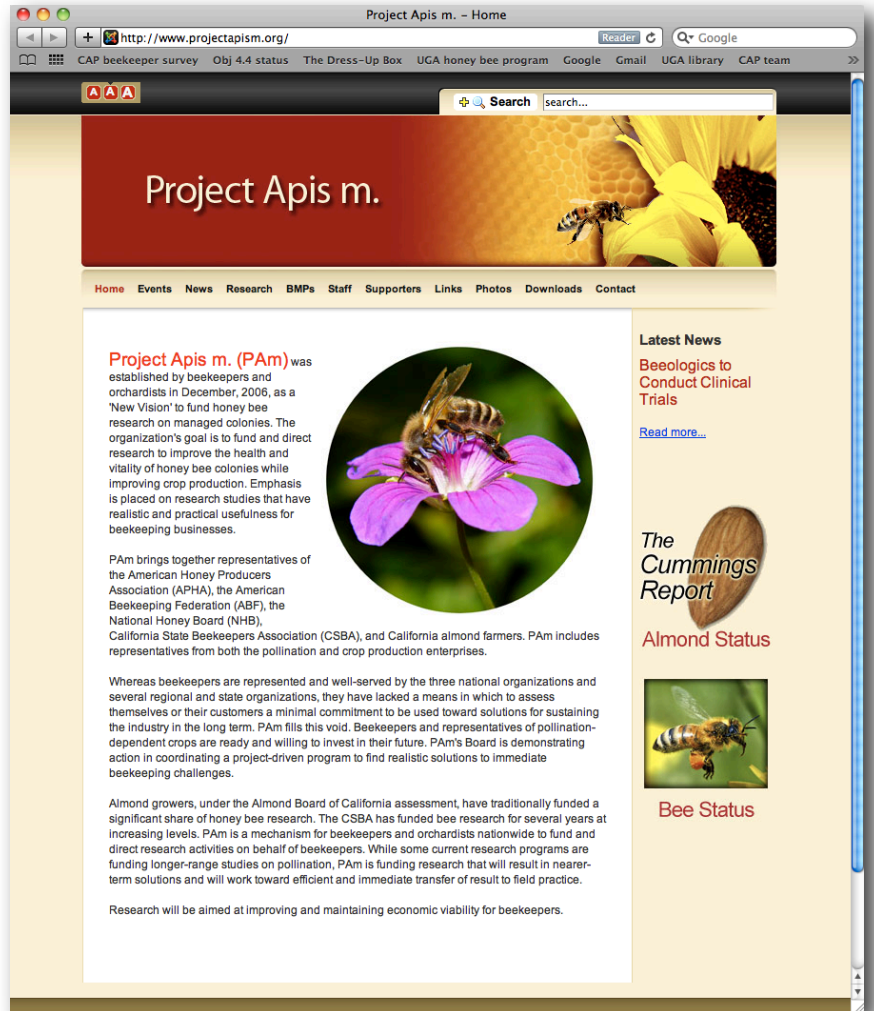 Project Apis m. – Home
http://www.projectapism.org/
Reader
Google
CAP beekeeper survey Obj 4.4 status The Dress-Up Box UGA honey bee program Google Gmail UGA library CAP team
A A A
Search
search...
Project Apis m.
Home Events News Research BMPs Staff Supporters Links Photos Downloads Contact
Project Apis m. (PAm) was
established by beekeepers and
orchardists in December, 2006, as a
'New Vision' to fund honey bee
research on managed colonies. The
organization's goal is to fund and direct
research to improve the health and
vitality of honey bee colonies while
improving crop production. Emphasis
is placed on research studies that have
realistic and practical usefulness for
beekeeping businesses.
PAm brings together representatives of
the American Honey Producers
Association (APHA), the American
Beekeeping Federation (ABF), the
National Honey Board (NHB),
California State Beekeepers Association (CSBA), and California almond farmers. PAm includes
representatives from both the pollination and crop production enterprises.
Whereas beekeepers are represented and well-served by the three national organizations and
several regional and state organizations, they have lacked a means in which to assess
themselves or their customers a minimal commitment to be used toward solutions for sustaining
the industry in the long term. PAm fills this void. Beekeepers and representatives of pollination-
dependent crops are ready and willing to invest in their future. PAm's Board is demonstrating
action in coordinating a project-driven program to find realistic solutions to immediate
beekeeping challenges.
Almond growers, under the Almond Board of California assessment, have traditionally funded a
significant share of honey bee research. The CSBA has funded bee research for several years at
increasing levels. PAm is a mechanism for beekeepers and orchardists nationwide to fund and
direct research activities on behalf of beekeepers. While some current research programs are
funding longer-range studies on pollination, PAm is funding research that will result in nearer-
term solutions and will work toward efficient and immediate transfer of result to field practice.
Research will be aimed at improving and maintaining economic viability for beekeepers.
Latest News
Beeologics to
Conduct Clinical
Trials
Read more...
The
Cummings
Report
Almond Status
Bee Status